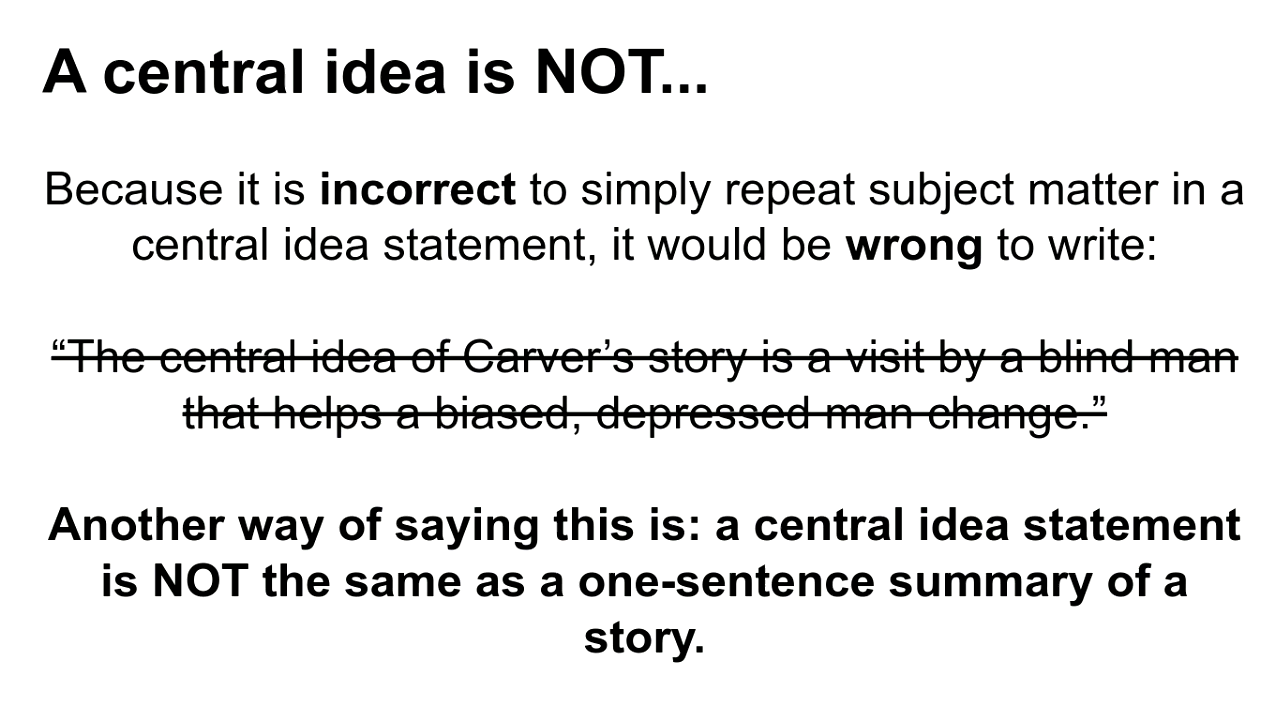 A central idea is NOT...
Because it is incorrect to simply repeat subject matter in a
central idea statement, it would be wrong to write:
“The central idea of Carver’s story is a visit by a blind man
that helps a biased, depressed man change.”
Another way of saying this is: a central idea statement
is NOT the same as a one-sentence summary of a
story.